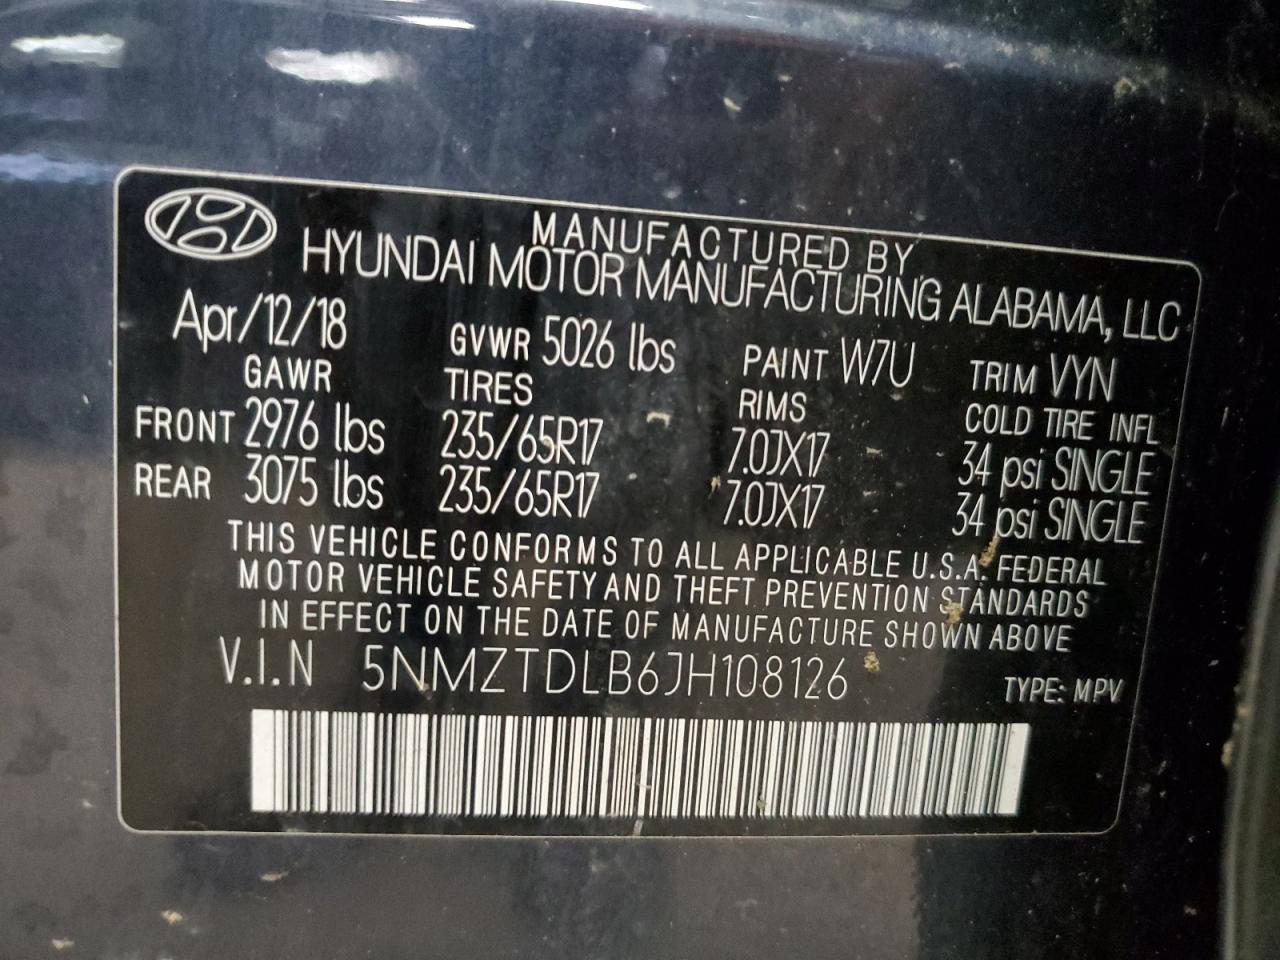 MANUFACTURED BY
HYUNDAI MOTOR MANUFACTURING ALABAMA, LLC
Apr/12/18 GVWR 5026 lbs PAINT W7U TRIM VYN
GAWR TIRES RIMS COLD TIRE INFL
FRONT 2976 lbs 235/65R17 7.0JX17 34 psi SINGLE
REAR 3075 lbs 235/65R17 7.0JX17 34 psi SINGLE
THIS VEHICLE CONFORMS TO ALL APPLICABLE U.S.A. FEDERAL
MOTOR VEHICLE SAFETY AND THEFT PREVENTION STANDARDS
IN EFFECT ON THE DATE OF MANUFACTURE SHOWN ABOVE
V.I.N 5NMZTDLB6JH108126 TYPE: MPV